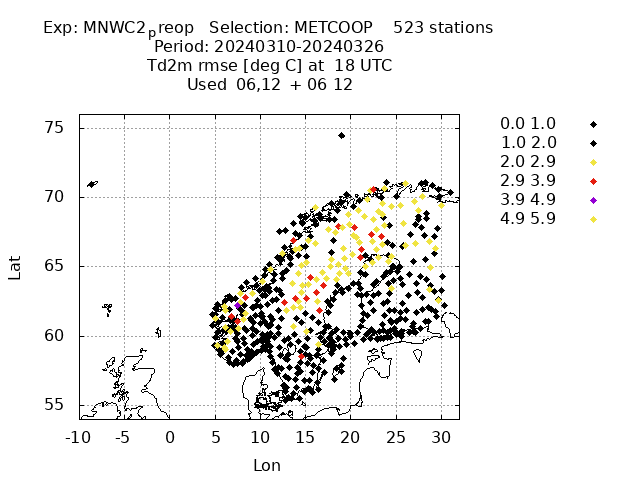 Exp: MNWC2preop Selection: METCOOP 523 stations
Period: 20240310-20240326
Td2m rmse [deg C] at 18 UTC
Used 06,12 + 06 12
0.0 1.0
1.0 2.0
2.0 2.9
2.9 3.9
3.9 4.9
4.9 5.9
75
70
65
60
55
Lat
-10 -5 0 5 10 15 20 25 30
Lon